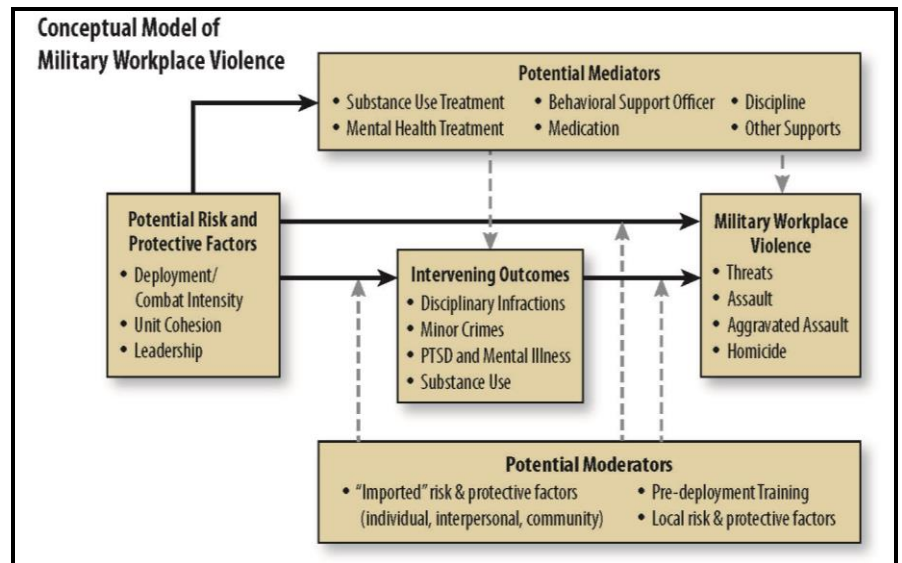 Conceptual Model of
Military Workplace Violence
Potential Mediators
• Substance Use Treatment
• Mental Health Treatment
• Behavioral Support Officer
• Medication
• Discipline
• Other Supports
Potential Risk and
Protective Factors
• Deployment/
Combat Intensity
• Unit Cohesion
• Leadership
Intervening Outcomes
• Disciplinary Infractions
• Minor Crimes
• PTSD and Mental Illness
• Substance Use
Military Workplace
Violence
• Threats
• Assault
• Aggravated Assault
• Homicide
Potential Moderators
• “Imported” risk & protective factors
(individual, interpersonal, community)
• Pre-deployment Training
• Local risk & protective factors